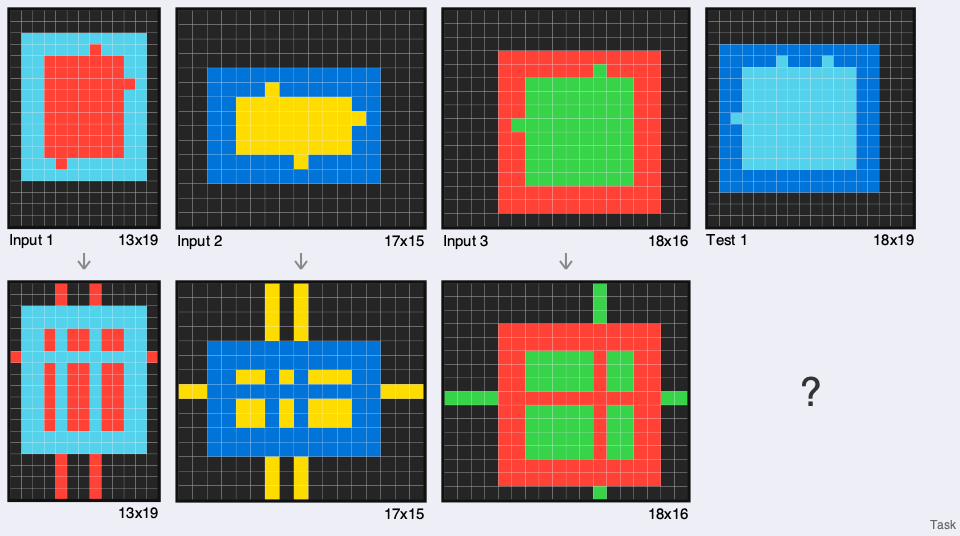 Input 1 13x19
Input 2 17x15
Input 3 18x16
Test 1 18x19
?
13x19
17x15
18x16
Task